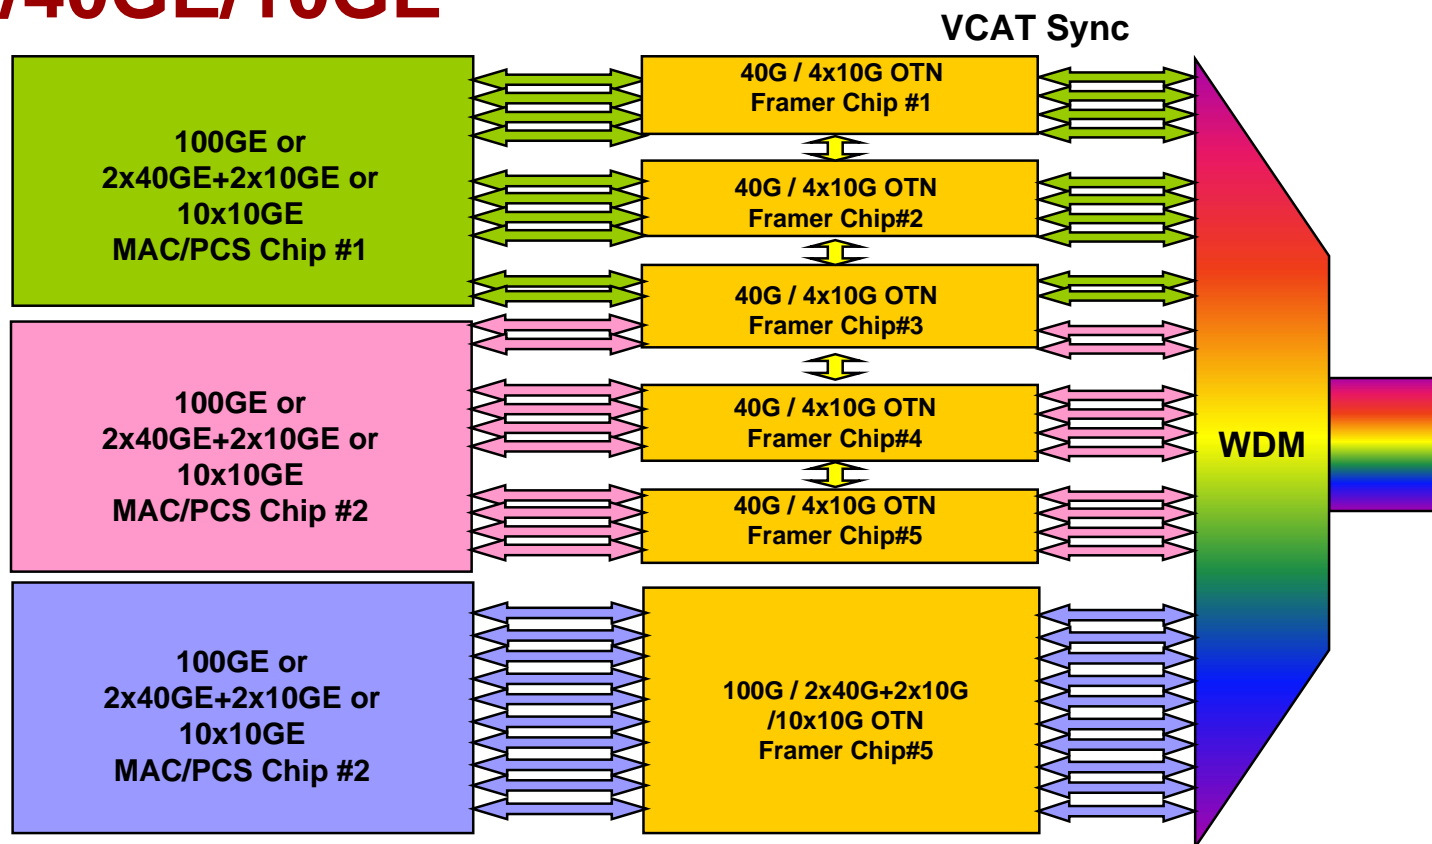 /40GE/10GE
VCAT Sync
100GE or
2x40GE+2x10GE or
10x10GE
MAC/PCS Chip #1
40G / 4x10G OTN
Framer Chip #1
40G / 4x10G OTN
Framer Chip#2
40G / 4x10G OTN
Framer Chip#3
100GE or
2x40GE+2x10GE or
10x10GE
MAC/PCS Chip #2
40G / 4x10G OTN
Framer Chip#4
40G / 4x10G OTN
Framer Chip#5
WDM
100GE or
2x40GE+2x10GE or
10x10GE
MAC/PCS Chip #2
100G / 2x40G+2x10G
/10x10G OTN
Framer Chip#5